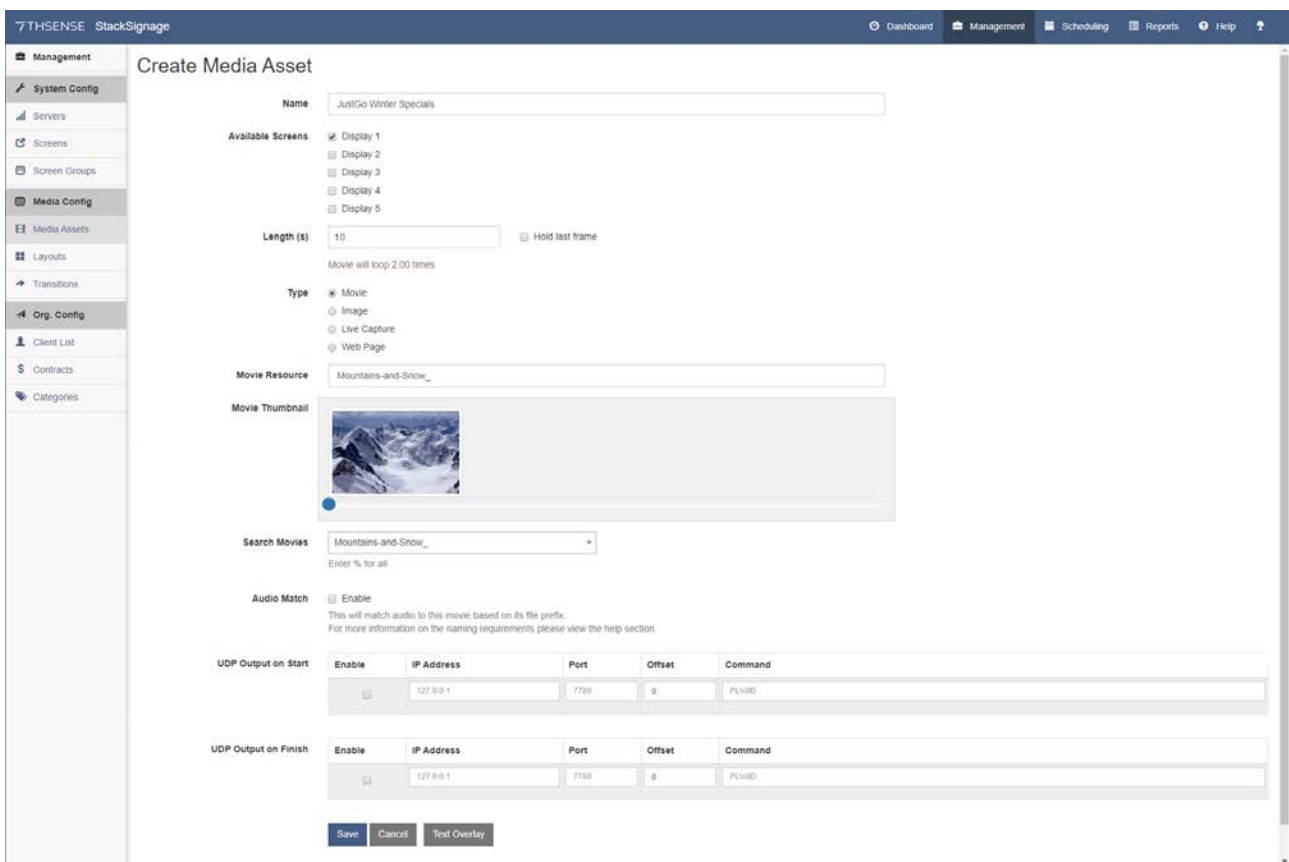 7THSENSE StackSignage
Dashboard Management Scheduling Reports Help
Management
System Config
Servers
Screens
Screen Groups
Media Config
Media Assets
Layouts
Transitions
Org. Config
Client List
Contracts
Categories
Create Media Asset
Name JustGo Winter Specials
Available Screens Display 1
Display 2
Display 3
Display 4
Display 5
Length (s) 10 Hold last frame
Movie will loop 2.00 times
Type Movie
Image
Live Capture
Web Page
Movie Resource Mountains-and-Snow_
Movie Thumbnail
Search Movies Mountains-and-Snow_
Enter % for all
Audio Match Enable
This will match audio to this movie based on its file prefix.
For more information on the naming requirements please view the help section.
UDP Output on Start Enable IP Address Port Offset Command
127.0.0.1 7780 0 PL\x0D
UDP Output on Finish Enable IP Address Port Offset Command
127.0.0.1 7780 0 PL\x0D
Save Cancel Text Overlay